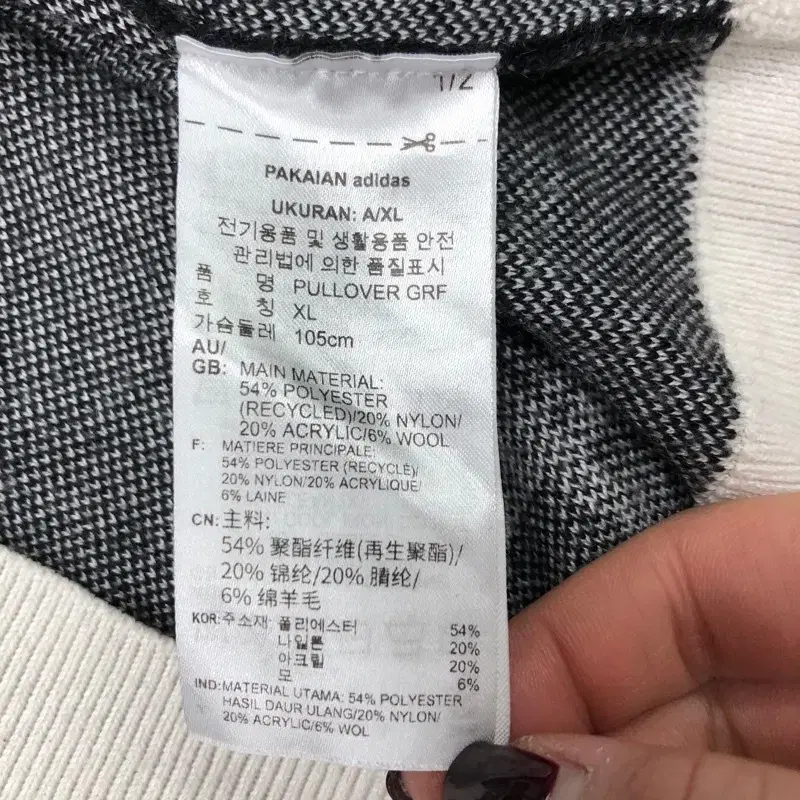 1/2
PAKAIAN adidas
UKURAN: A/XL
전기용품 및 생활용품 안전
관리법에 의한 품질표시
품 명 PULLOVER GRF
호 칭 XL
가슴둘레 105cm
AU/
GB: MAIN MATERIAL:
54% POLYESTER
(RECYCLED)/20% NYLON/
20% ACRYLIC/6% WOOL
F: MATIERE PRINCIPALE:
54% POLYESTER (RECYCLE)/
20% NYLON/20% ACRYLIQUE/
6% LAINE
CN: 主料:
54% 聚酯纤维(再生聚酯)/
20% 锦纶/20% 腈纶/
6% 绵羊毛
KOR: 주소재: 폴리에스터 54%
나일론 20%
아크릴 20%
모 6%
IND: MATERIAL UTAMA: 54% POLYESTER
HASIL DAUR ULANG/20% NYLON/
20% ACRYLIC/6% WOL